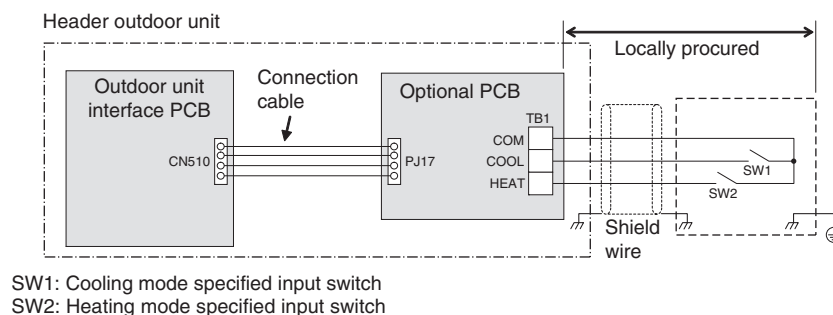 Header outdoor unit
Locally procured
Outdoor unit
interface PCB
Connection
cable
Optional PCB
TB1
COM
CN510
PJ17
COOL
SW1
HEAT
SW2
Shield
wire
SW1: Cooling mode specified input switch
SW2: Heating mode specified input switch